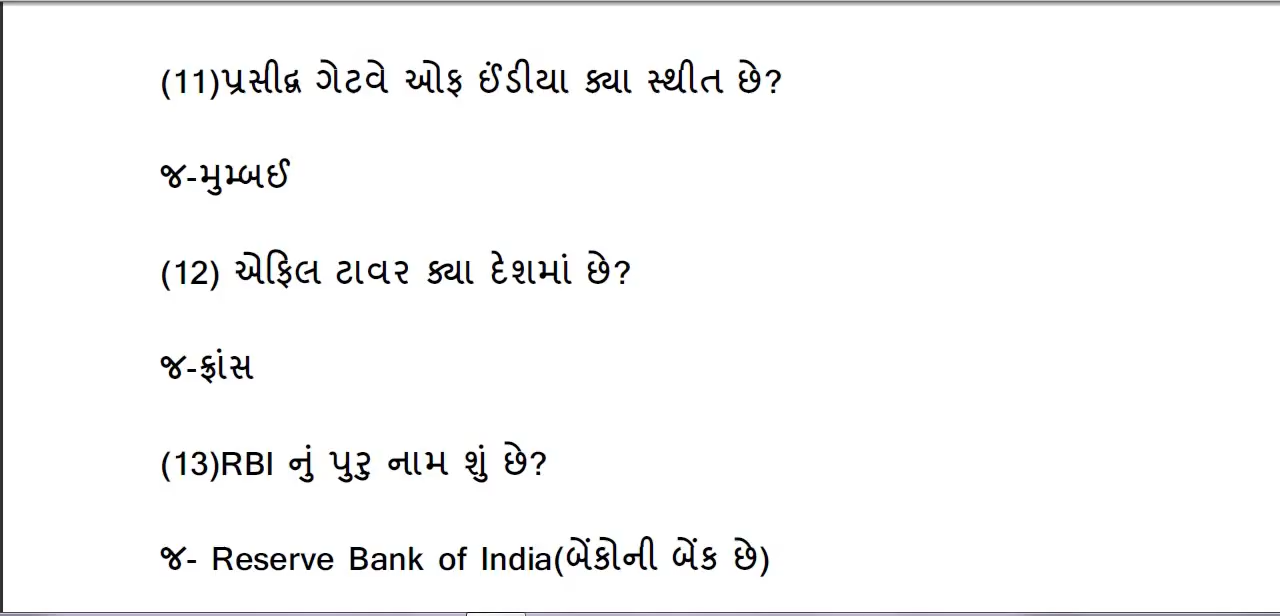 (11)પ્રસીદ્વ ગેટવે ઓફ ઈંડીયા ક્યા સ્થીત છે?
જ-મુમ્બઈ
(12) એફિલ ટાવર ક્યા દેશમાં છે?
જ-ફ્રાંસ
(13)RBI નું પુરુ નામ શું છે?
જ- Reserve Bank of India(બેંકોની બેંક છે)